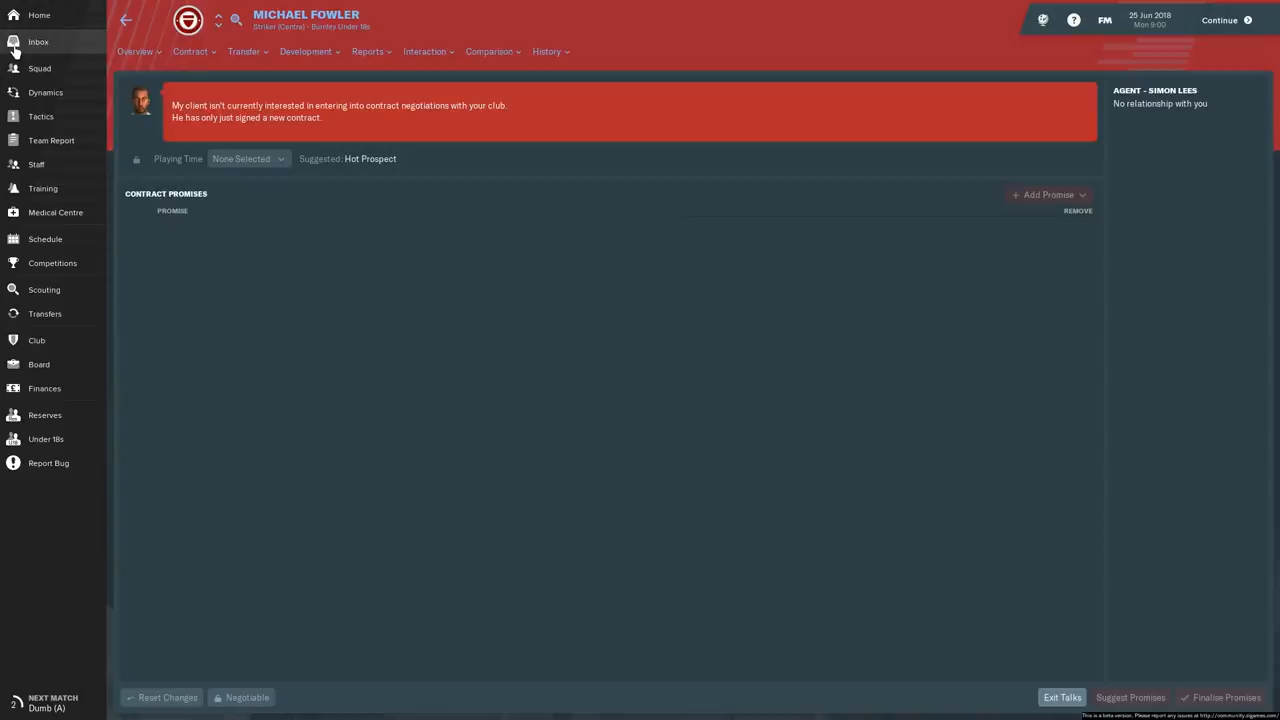 Home
Inbox
Squad
Dynamics
Tactics
Team Report
Staff
Training
Medical Centre
Schedule
Competitions
Scouting
Transfers
Club
Board
Finances
Reserves
Under 18s
Report Bug
NEXT MATCH
Dumb (A)
MICHAEL FOWLER
Striker (Centre) - Burnley Under 18s
FM
25 Jun 2018
Mon 9:00
Continue
Overview Contract Transfer Development Reports Interaction Comparison History
My client isn't currently interested in entering into contract negotiations with your club.
He has only just signed a new contract.
Playing Time None Selected Suggested: Hot Prospect
CONTRACT PROMISES
+ Add Promise
PROMISE REMOVE
AGENT - SIMON LEES
No relationship with you
Reset Changes Negotiable Exit Talks Suggest Promises Finalise Promises
This is a beta version. Please report any issues at http://community.sigames.com/